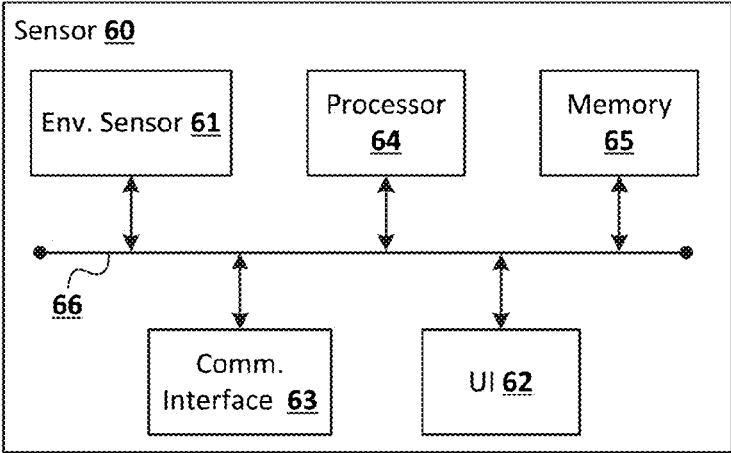 Sensor 60
Env. Sensor 61
Processor
64
Memory
65
66
Comm.
Interface 63
UI 62